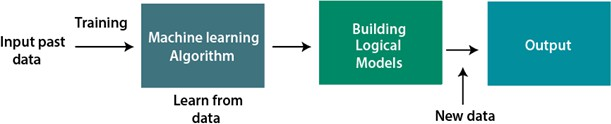 Training
Input past
data
Machine learning
Algorithm
Learn from
data
Building
Logical
Models
New data
Output